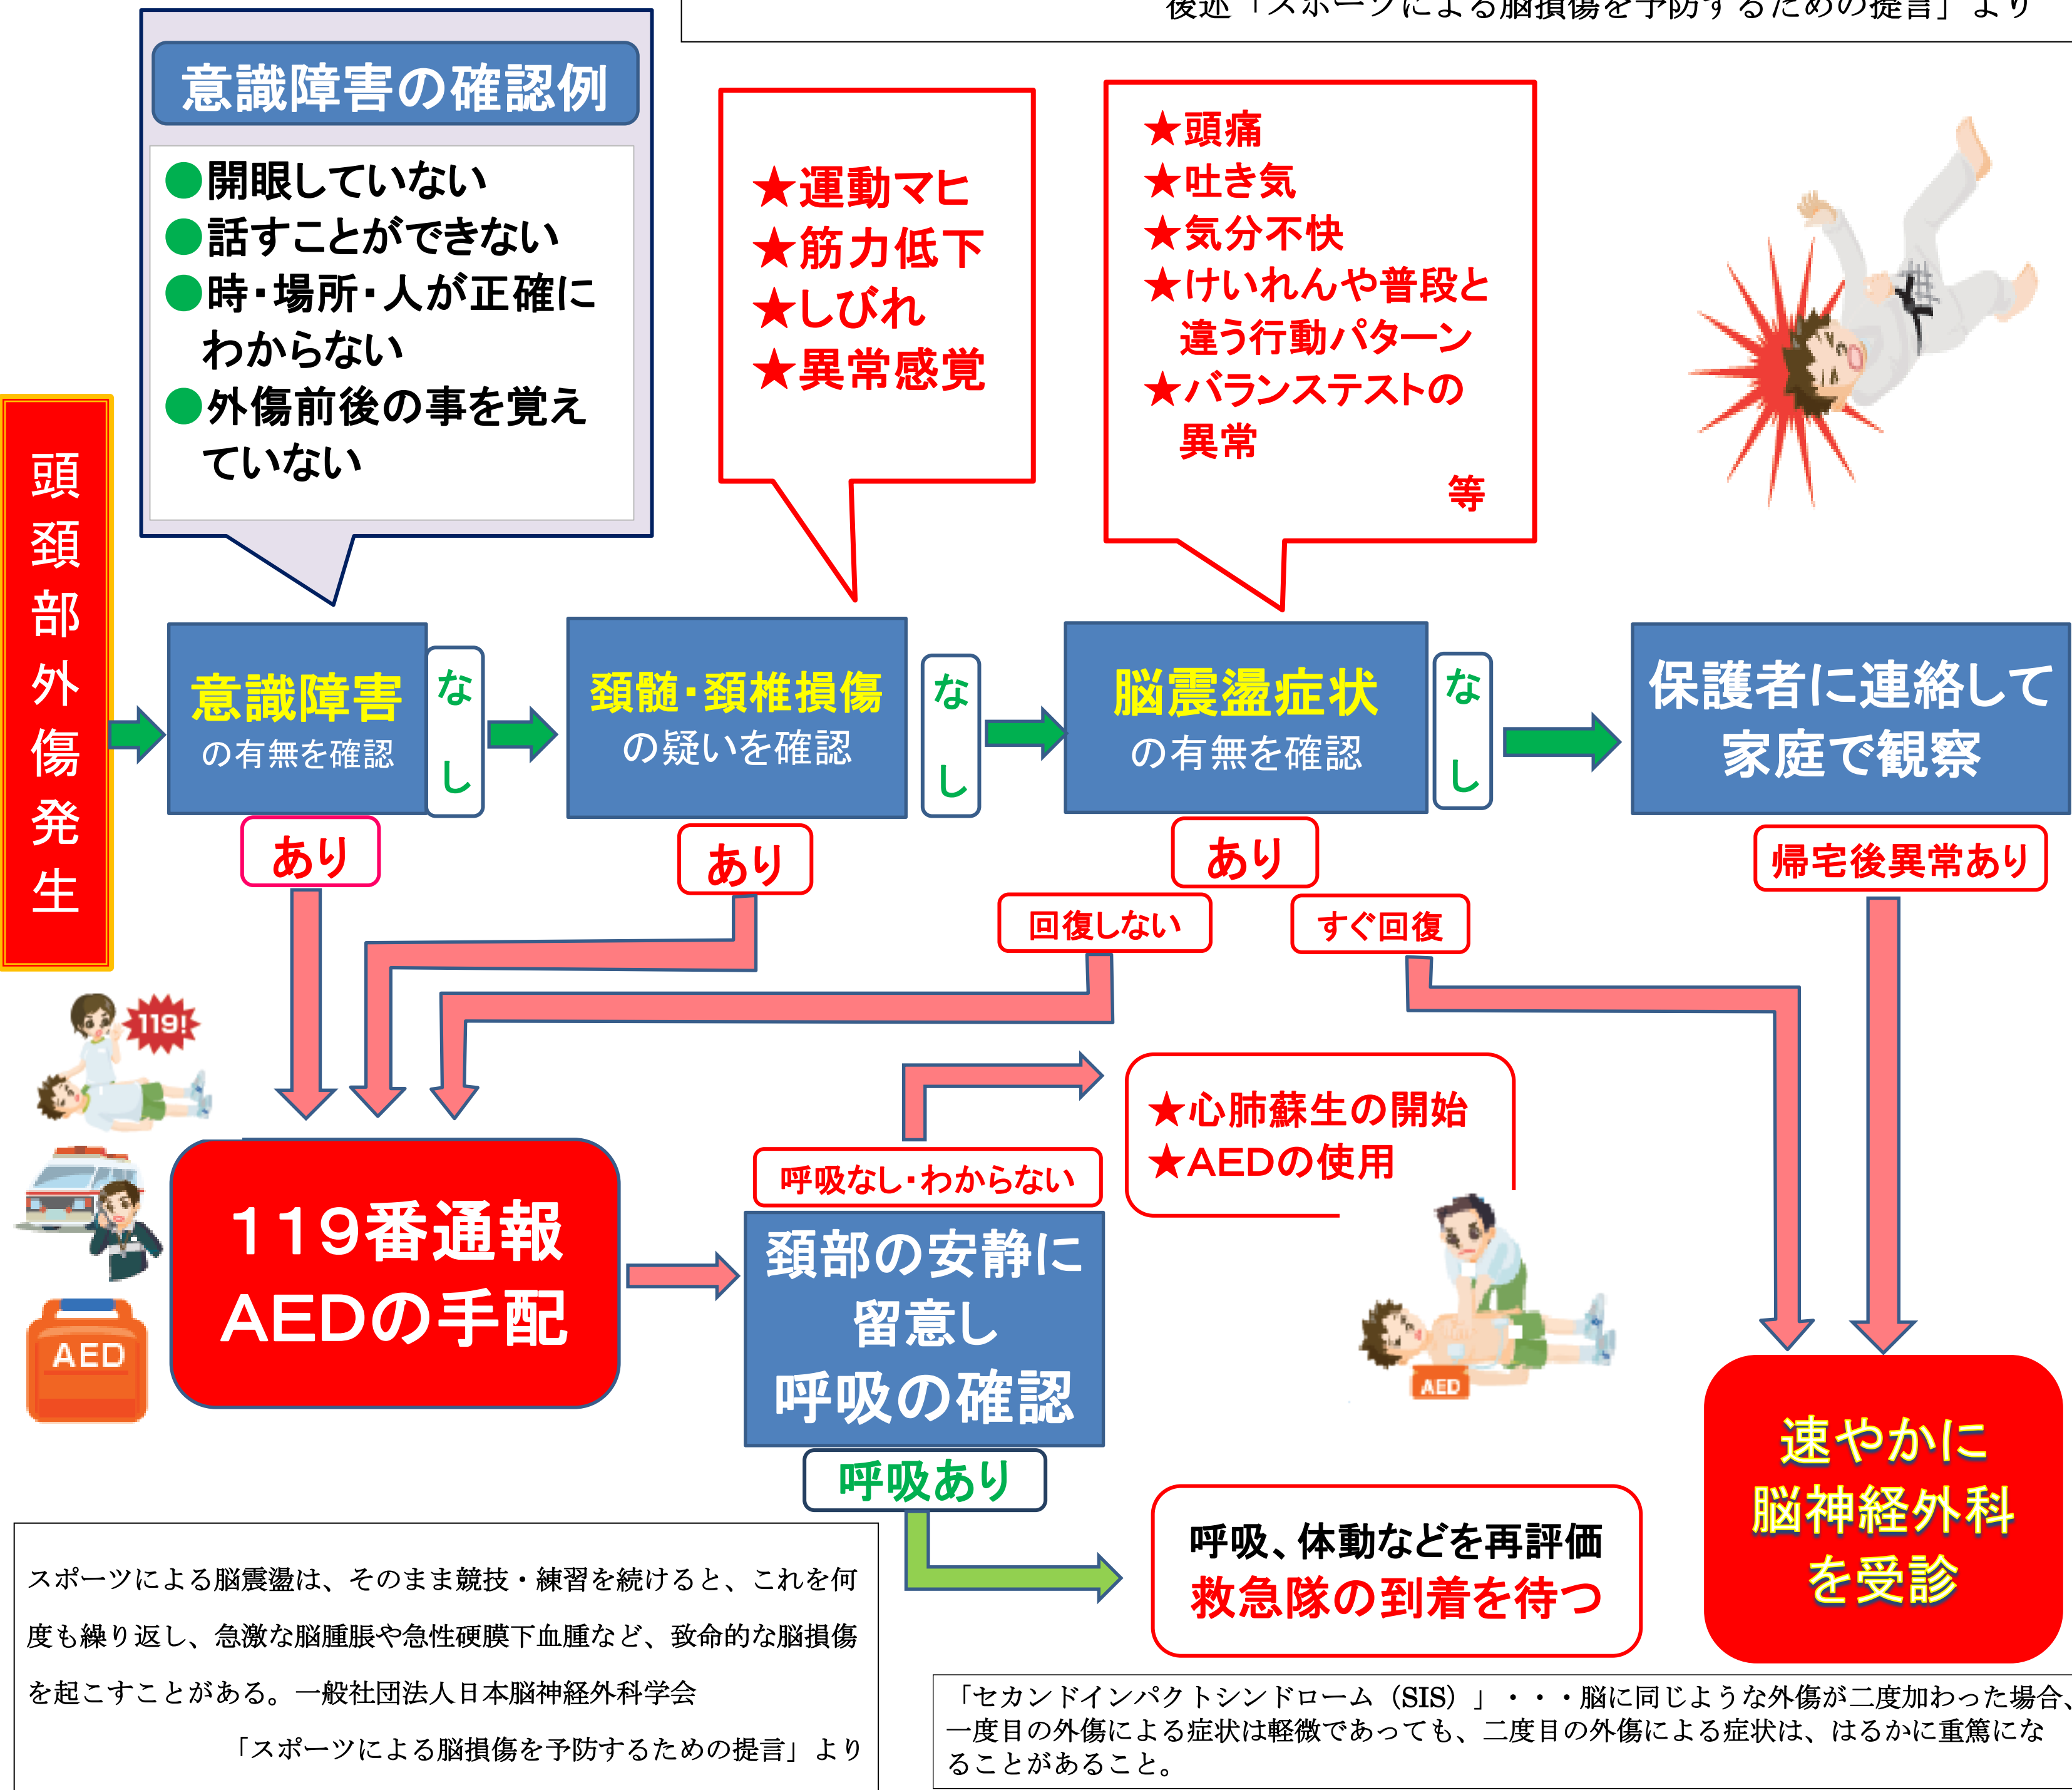 後述「スポーツによる脳損傷を予防するための提言」より
意識障害の確認例
●開眼していない
●話すことができない
●時・場所・人が正確に
わからない
●外傷前後の事を覚え
ていない
★運動マヒ
★筋力低下
★しびれ
★異常感覚
★頭痛
★吐き気
★気分不快
★けいれんや普段と
違う行動パターン
★バランステストの
異常
等
頭頚部外傷発生
意識障害
の有無を確認
なし
あり
頚髄・頚椎損傷
の疑いを確認
なし
あり
脳震盪症状
の有無を確認
なし
あり
回復しない
すぐ回復
保護者に連絡して
家庭で観察
帰宅後異常あり
119!
AED
119番通報
AEDの手配
呼吸なし・わからない
頚部の安静に
留意し
呼吸の確認
呼吸あり
★心肺蘇生の開始
★AEDの使用
AED
呼吸、体動などを再評価
救急隊の到着を待つ
速やかに
脳神経外科
を受診
スポーツによる脳震盪は、そのまま競技・練習を続けると、これを何
度も繰り返し、急激な脳腫脹や急性硬膜下血腫など、致命的な脳損傷
を起こすことがある。一般社団法人日本脳神経外科学会
「スポーツによる脳損傷を予防するための提言」より
「セカンドインパクトシンドローム（SIS）」・・・脳に同じような外傷が二度加わった場合、
一度目の外傷による症状は軽微であっても、二度目の外傷による症状は、はるかに重篤にな
ることがあること。